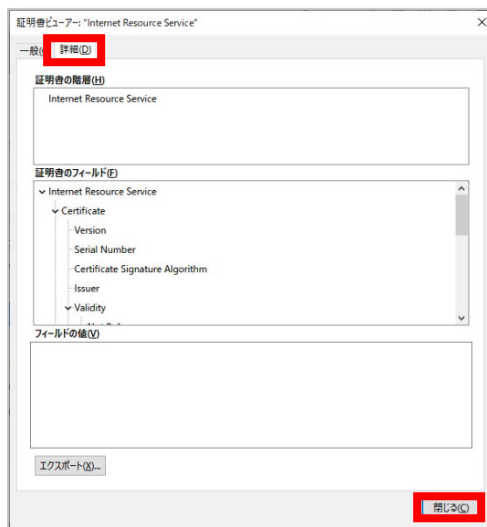 証明書ビューアー: "Internet Resource Service"
一般( 詳細(D)
証明書の階層(H)
Internet Resource Service
証明書のフィールド(F)
Internet Resource Service
Certificate
Version
Serial Number
Certificate Signature Algorithm
Issuer
Validity
フィールドの値(V)
エクスポート(X)...
閉じる(C)